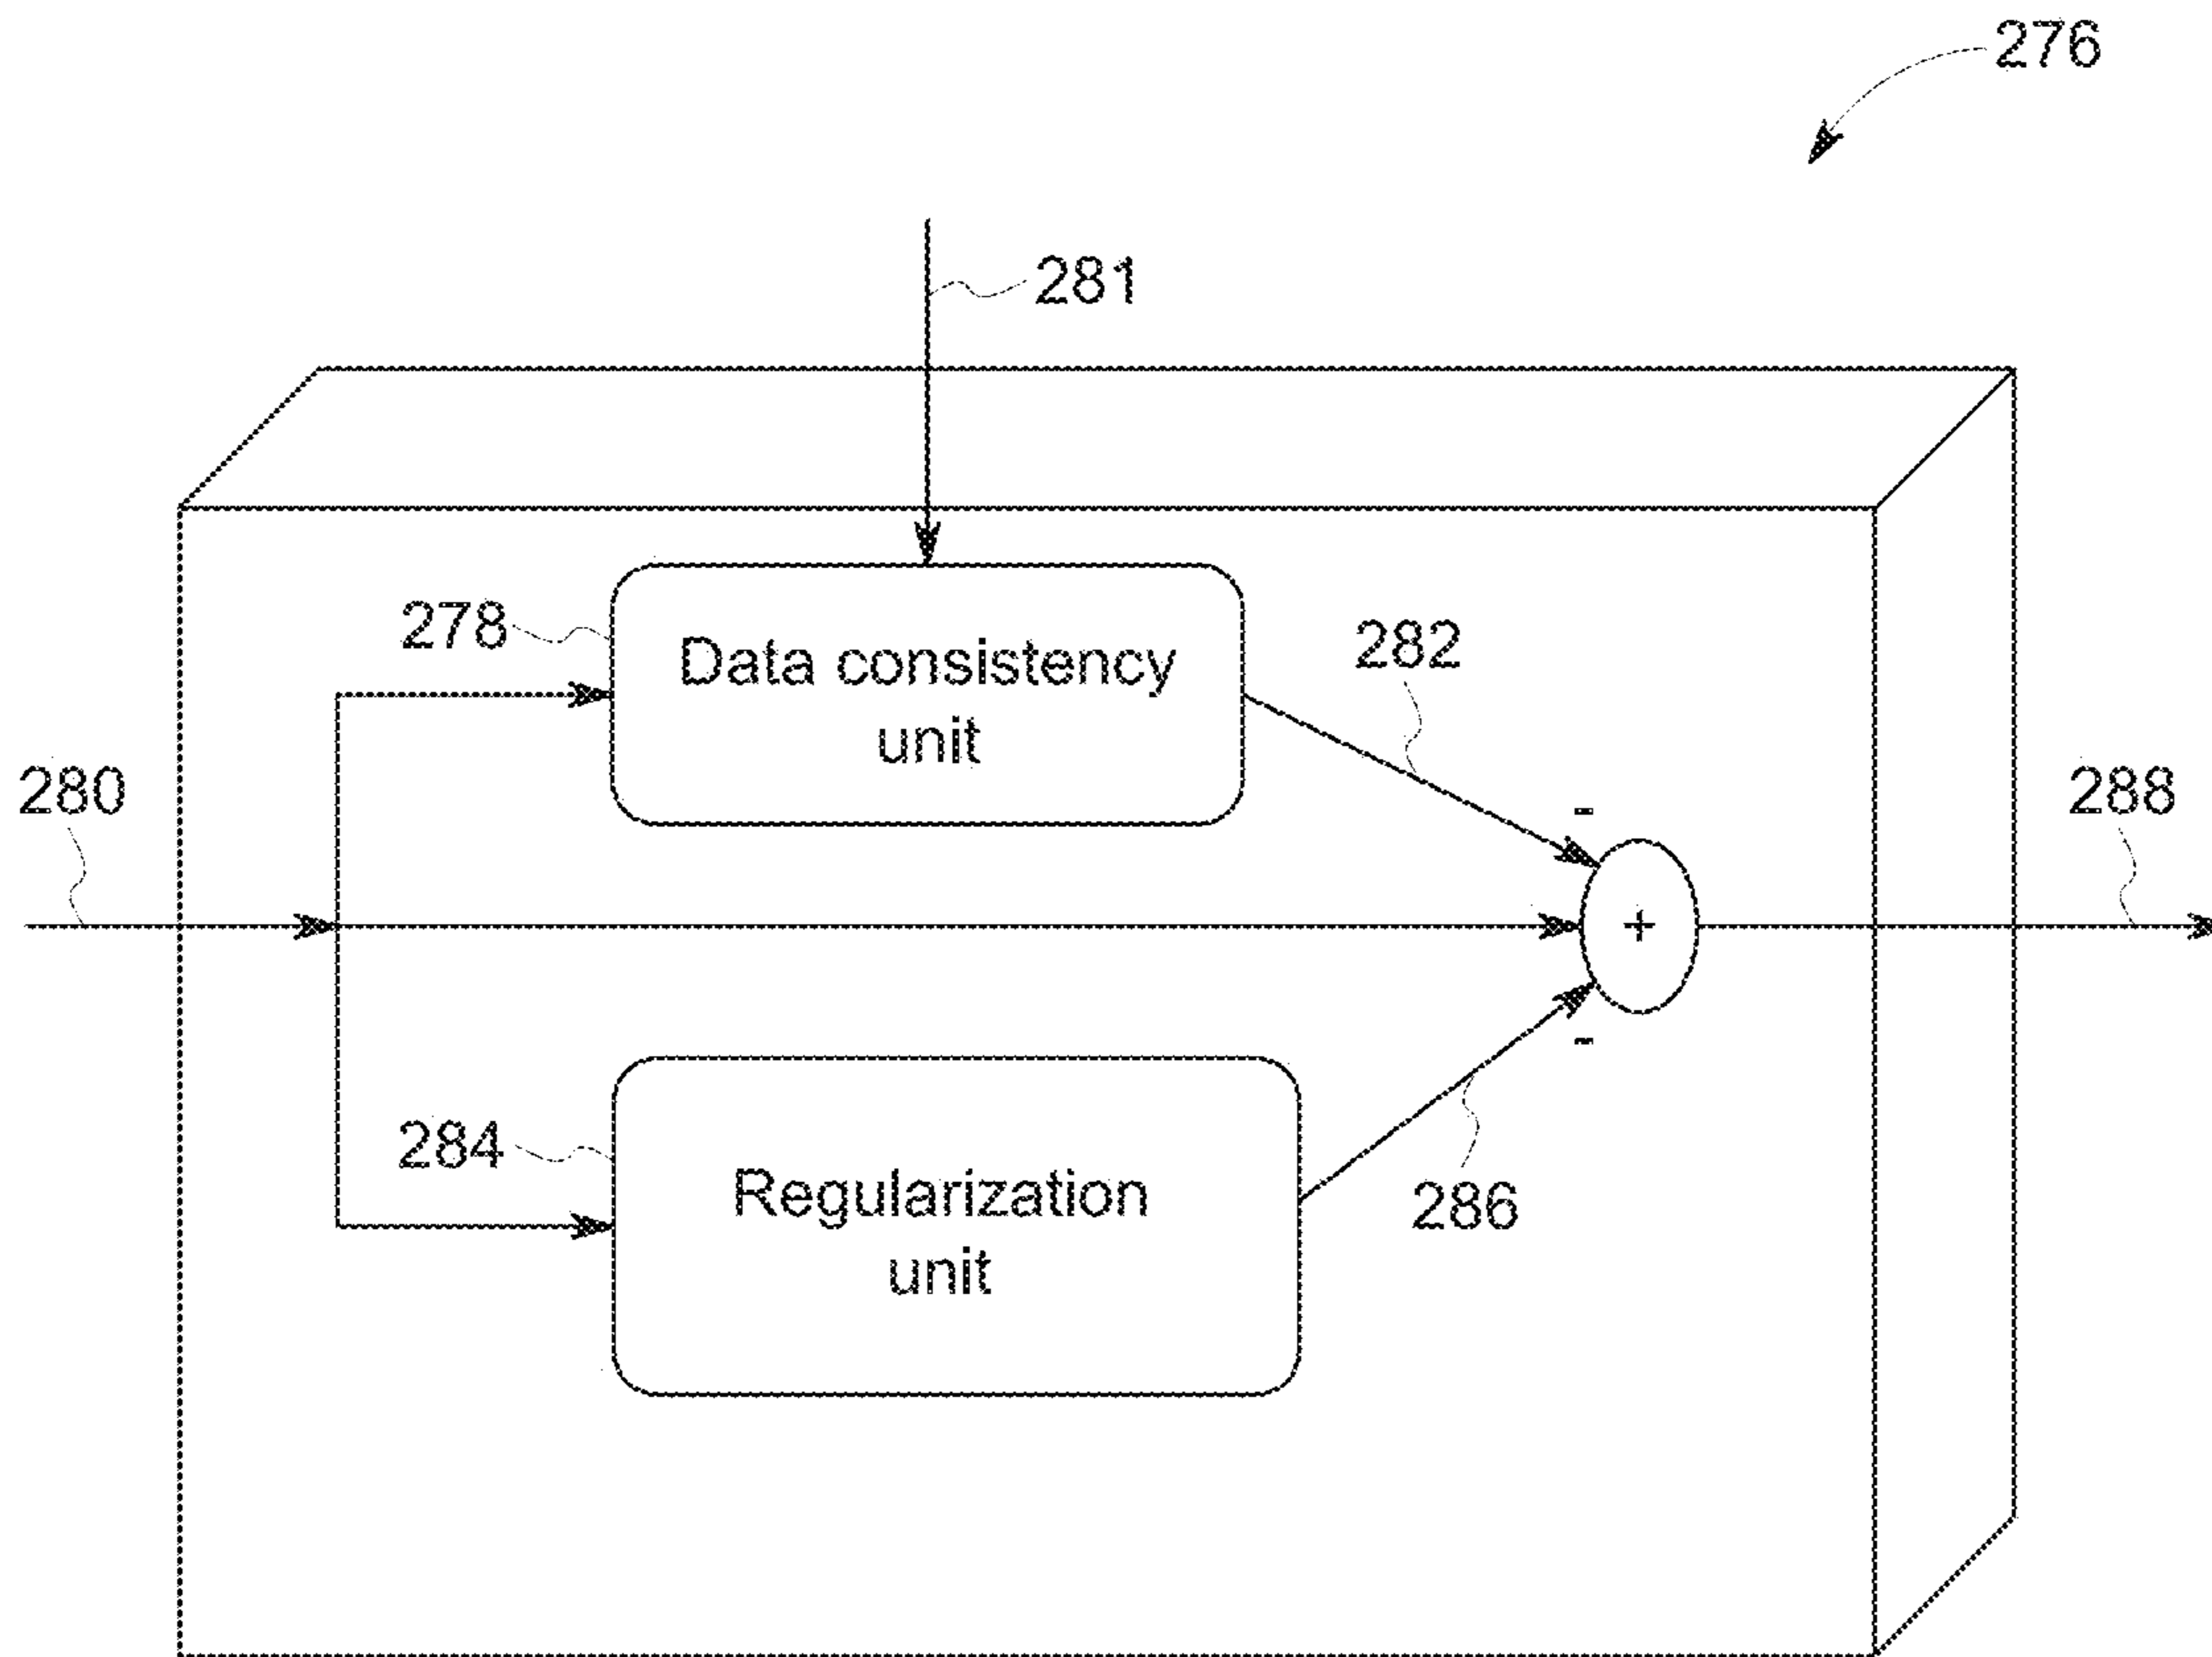 276
281
278
Data consistency
unit
282
280
-
288
+
-
284
Regularization
unit
286